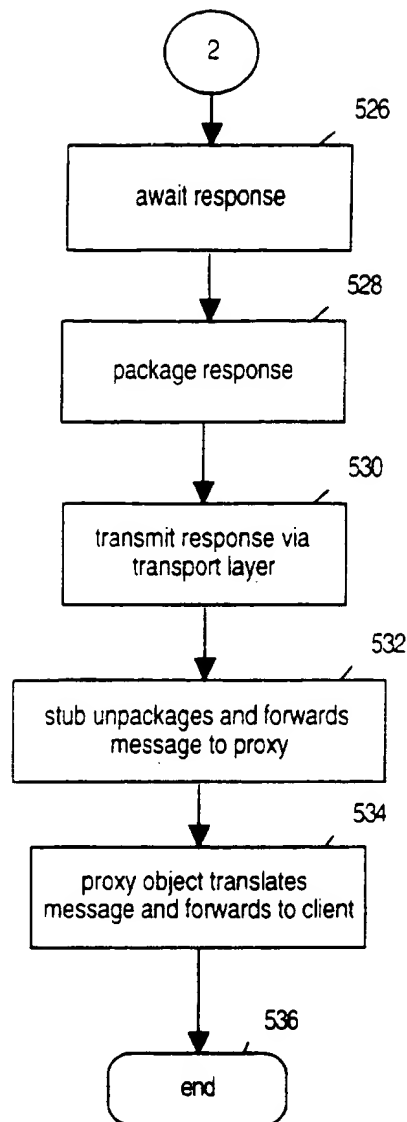 2
526
await response
528
package response
530
transmit response via
transport layer
532
stub unpackages and forwards
message to proxy
534
proxy object translates
message and forwards to client
536
end